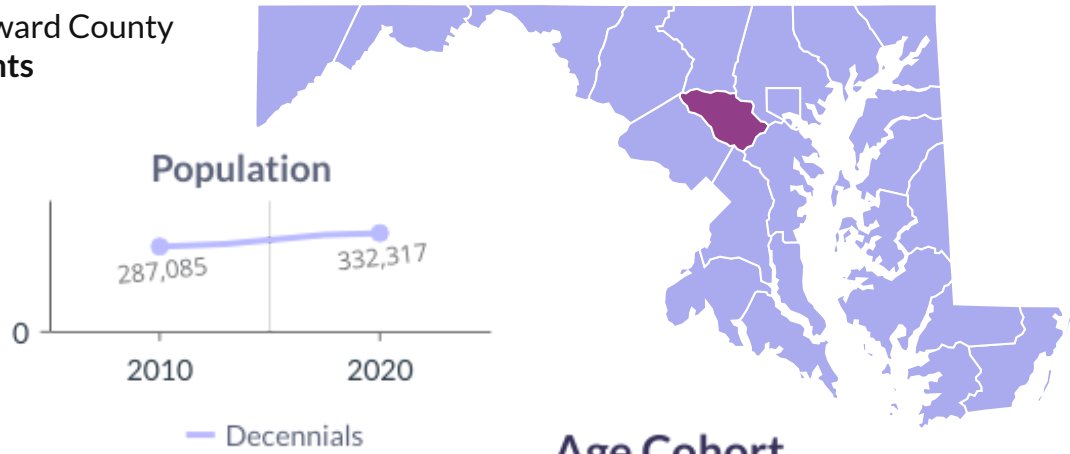 ward County
nts
Population
287,085
332,317
0
2010
2020
Decennials
Age Cohort